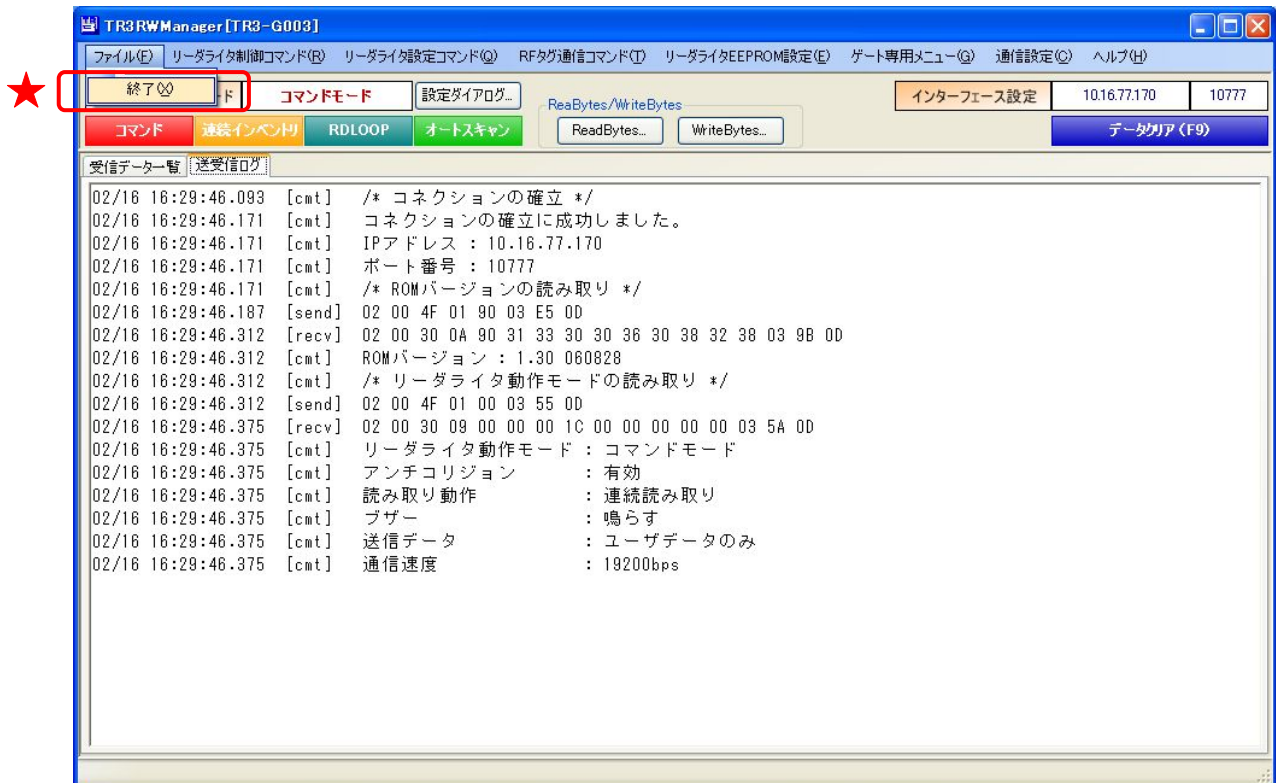 TR3RWManager[TR3-G003]
ファイル(F) リーダライタ制御コマンド(R) リーダライタ設定コマンド(Q) RFタグ通信コマンド(T) リーダライタEEPROM設定(E) ゲート専用メニュー(G) 通信設定(C) ヘルプ(H)
終了(X) ド コマンドモード 設定ダイアログ... ReaBytes/WriteBytes インターフェース設定 10.16.77.170 10777
コマンド 連続インベントリ RDLOOP オートスキャン ReadBytes... WriteBytes... データクリア(F9)
受信データ一覧 送受信ログ
02/16 16:29:46.093 [cmt] /* コネクションの確立 */
02/16 16:29:46.171 [cmt] コネクションの確立に成功しました。
02/16 16:29:46.171 [cmt] IPアドレス : 10.16.77.170
02/16 16:29:46.171 [cmt] ポート番号 : 10777
02/16 16:29:46.171 [cmt] /* ROMバージョンの読み取り */
02/16 16:29:46.187 [send] 02 00 4F 01 90 03 E5 0D
02/16 16:29:46.312 [recv] 02 00 30 0A 90 31 33 30 30 36 30 38 32 38 03 9B 0D
02/16 16:29:46.312 [cmt] ROMバージョン : 1.30 060828
02/16 16:29:46.312 [cmt] /* リーダライタ動作モードの読み取り */
02/16 16:29:46.312 [send] 02 00 4F 01 00 03 55 0D
02/16 16:29:46.375 [recv] 02 00 30 09 00 00 00 1C 00 00 00 00 00 03 5A 0D
02/16 16:29:46.375 [cmt] リーダライタ動作モード : コマンドモード
02/16 16:29:46.375 [cmt] アンチコリジョン : 有効
02/16 16:29:46.375 [cmt] 読み取り動作 : 連続読み取り
02/16 16:29:46.375 [cmt] ブザー : 鳴らす
02/16 16:29:46.375 [cmt] 送信データ : ユーザデータのみ
02/16 16:29:46.375 [cmt] 通信速度 : 19200bps